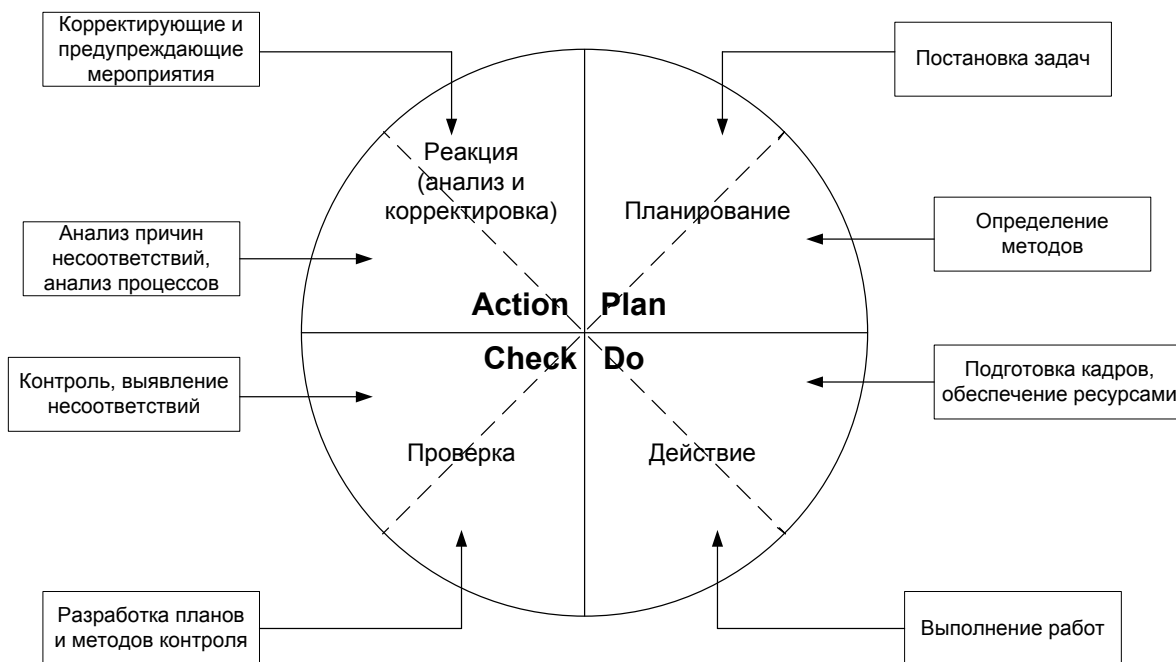 Корректирующие и
предупреждающие
мероприятия
Постановка задач
Реакция
(анализ и
корректировка)
Планирование
Анализ причин
несоответствий,
анализ процессов
Определение
методов
Action
Plan
Check
Do
Контроль, выявление
несоответствий
Подготовка кадров,
обеспечение ресурсами
Проверка
Действие
Разработка планов
и методов контроля
Выполнение работ